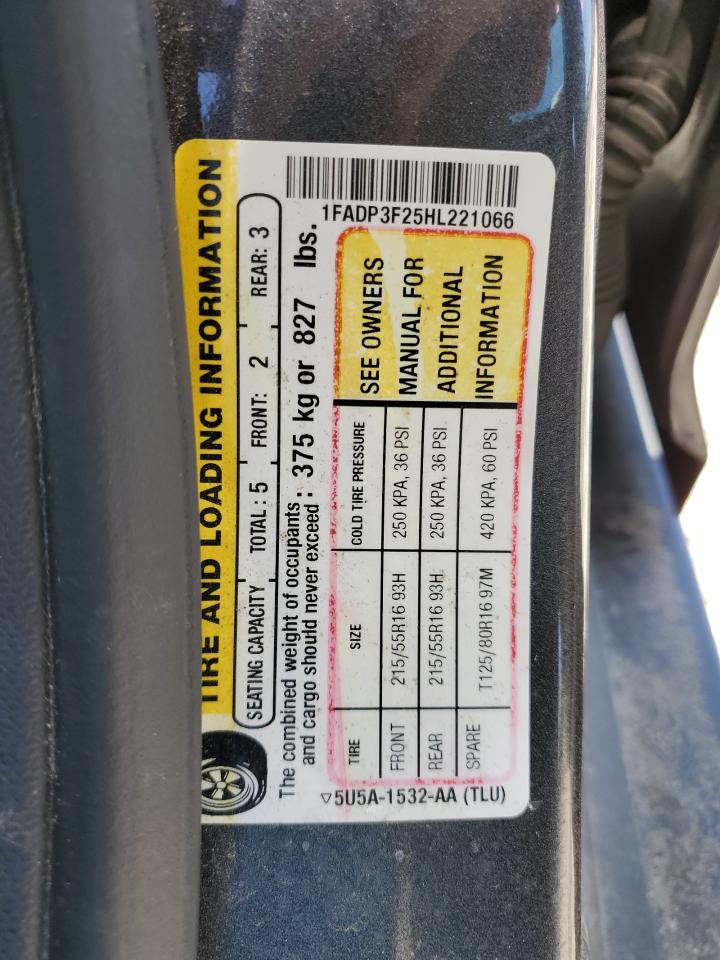 TIRE AND LOADING INFORMATION
SEATING CAPACITY TOTAL: 5 FRONT: 2 REAR: 3
The combined weight of occupants
and cargo should never exceed : 375 kg or 827 lbs.
1FADP3F25HL221066
TIRE SIZE COLD TIRE PRESSURE
FRONT 215/55R16 93H 250 KPA, 36 PSI
REAR 215/55R16 93H 250 KPA, 36 PSI
SPARE T125/80R16 97M 420 KPA, 60 PSI
SEE OWNERS
MANUAL FOR
ADDITIONAL
INFORMATION
▽5U5A-1532-AA (TLU)